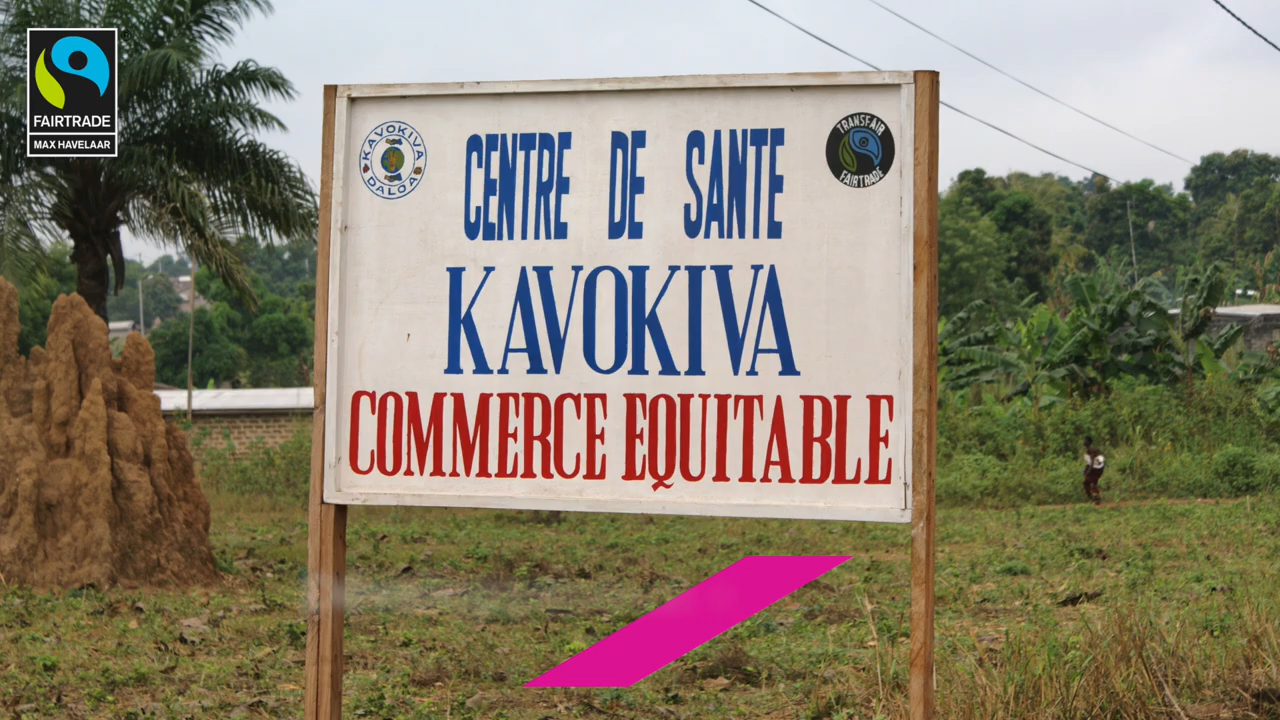 FAIRTRADE
MAX HAVELAAR
KAVOKIVA
DALOA
TRANSFAIR
FAIRTRADE
CENTRE DE SANTE
KAVOKIVA
COMMERCE EQUITABLE